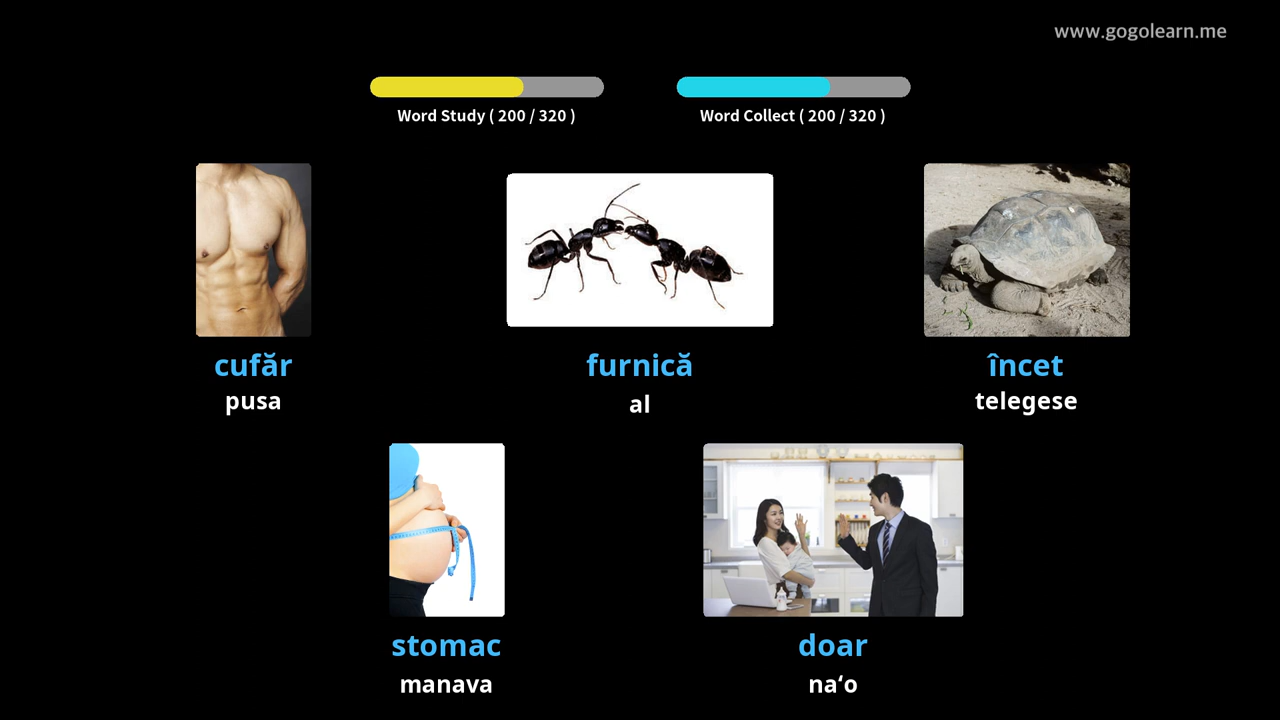 www.gogolearn.me
Word Study ( 200 / 320 )
Word Collect ( 200 / 320 )
cufăr
pusa
furnică
al
încet
telegese
stomac
manava
doar
naʻo